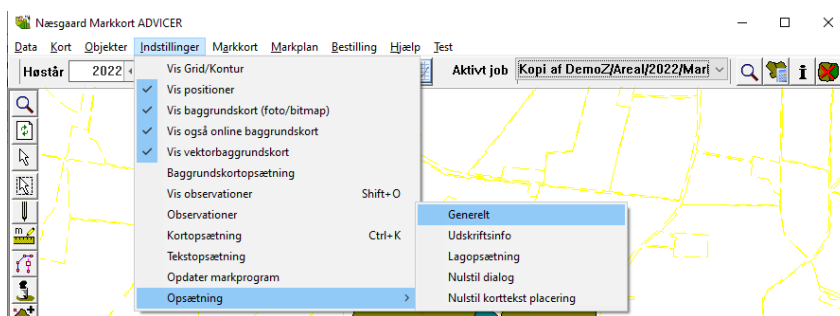 Næsgaard Markkort ADVICER
Data Kort Objekter Indstillinger Markkort Markplan Bestilling Hjælp Test
Høstår 2022 Aktivt job Kopi af DemoZ/Areal/2022/Mar
Vis Grid/Kontur
Vis positioner
Vis baggrundskort (foto/bitmap)
Vis også online baggrundskort
Vis vektorbaggrundskort
Baggrundskortopsætning
Vis observationer Shift+O
Observationer
Kortopsætning Ctrl+K
Tekstopsætning
Opdater markprogram
Opsætning
Generelt
Udskriftsinfo
Lagopsætning
Nulstil dialog
Nulstil korttekst placering